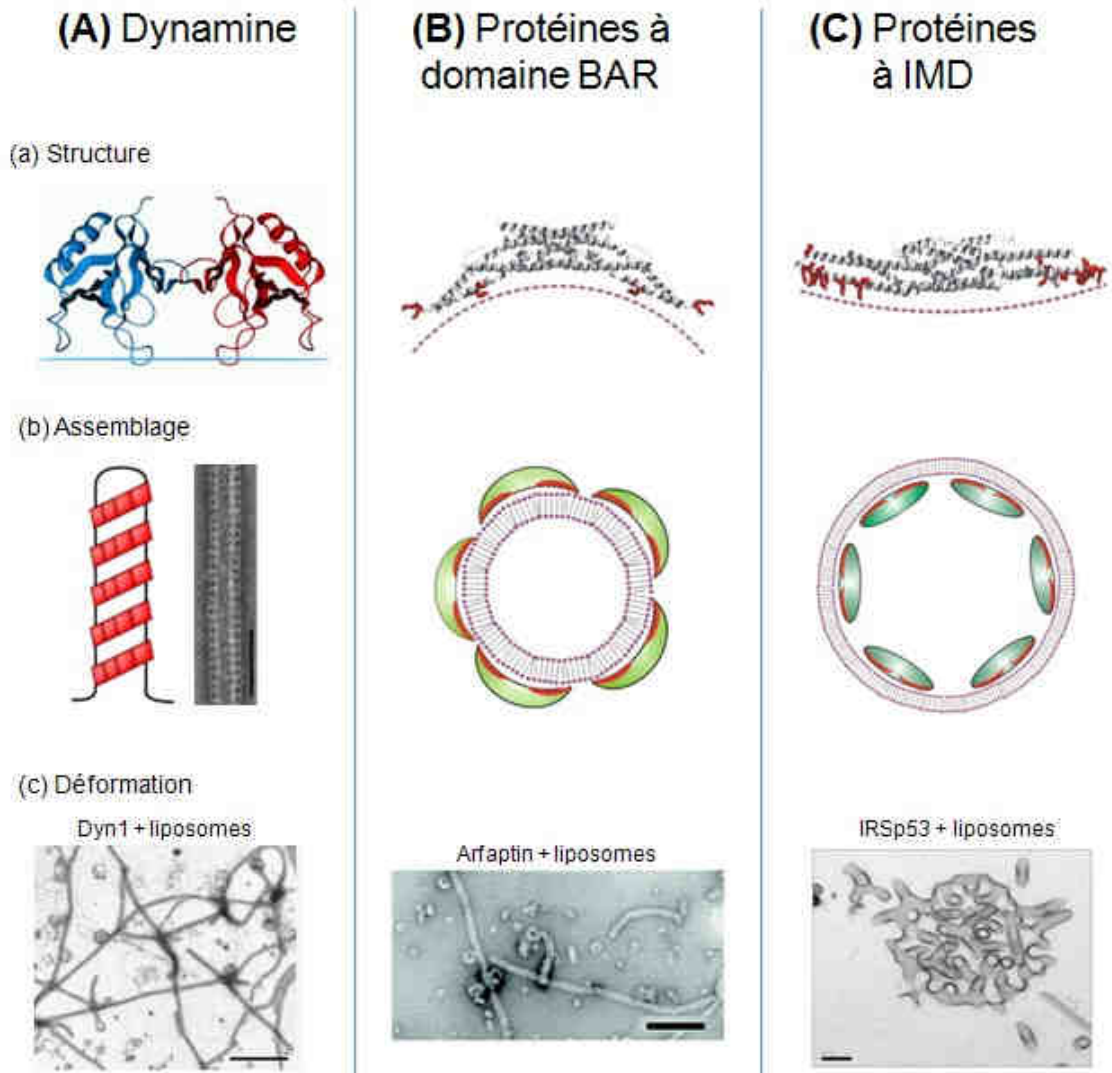 (A) Dynamine
(B) Protéines à
domaine BAR
(C) Protéines
à IMD
(a) Structure
(b) Assemblage
(c) Déformation
Dyn1 + liposomes
Arfaptin + liposomes
IRSp53 + liposomes